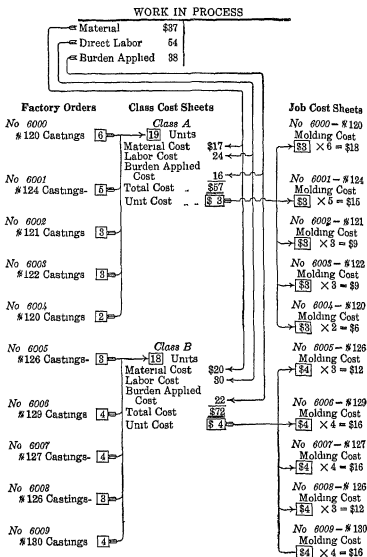 WORK IN PROCESS
Material $37
Direct Labor 54
Burden Applied 38
Factory Orders
No 6000
#120 Castings 6
No 6001
#124 Castings- 5
No 6002
#121 Castings 3
No 6003
#122 Castings 3
No 6004
#120 Castings 2
No 6005
#126 Castings- 3
No 6006
#129 Castings 4
No 6007
#127 Castings- 4
No 6008
#126 Castings- 3
No 6009
#130 Castings 4
Class Cost Sheets
Class A
19 Units
Material Cost $17
Labor Cost 24
Burden Applied
Cost 16
Total Cost „ $57
Unit Cost „ „ $ 3
Class B
18 Units
Material Cost $20
Labor Cost 30
Burden Applied
Cost 22
Total Cost $72
Unit Cost $ 4
Job Cost Sheets
No 6000-#120
Molding Cost
$3 × 6 = $18
No 6001-#124
Molding Cost
$3 × 5 = $15
No 6002-#121
Molding Cost
$3 × 3 = $9
No 6003-#122
Molding Cost
$3 × 3 = $9
No 6004-#120
Molding Cost
$3 × 2 = $6
No 6005-#126
Molding Cost
$4 × 3 = $12
No 6006-#129
Molding Cost
$4 × 4 = $16
No 6007-#127
Molding Cost
$4 × 4 = $16
No 6008-#126
Molding Cost
$4 × 3 = $12
No 6009-#130
Molding Cost
$4 × 4 = $16